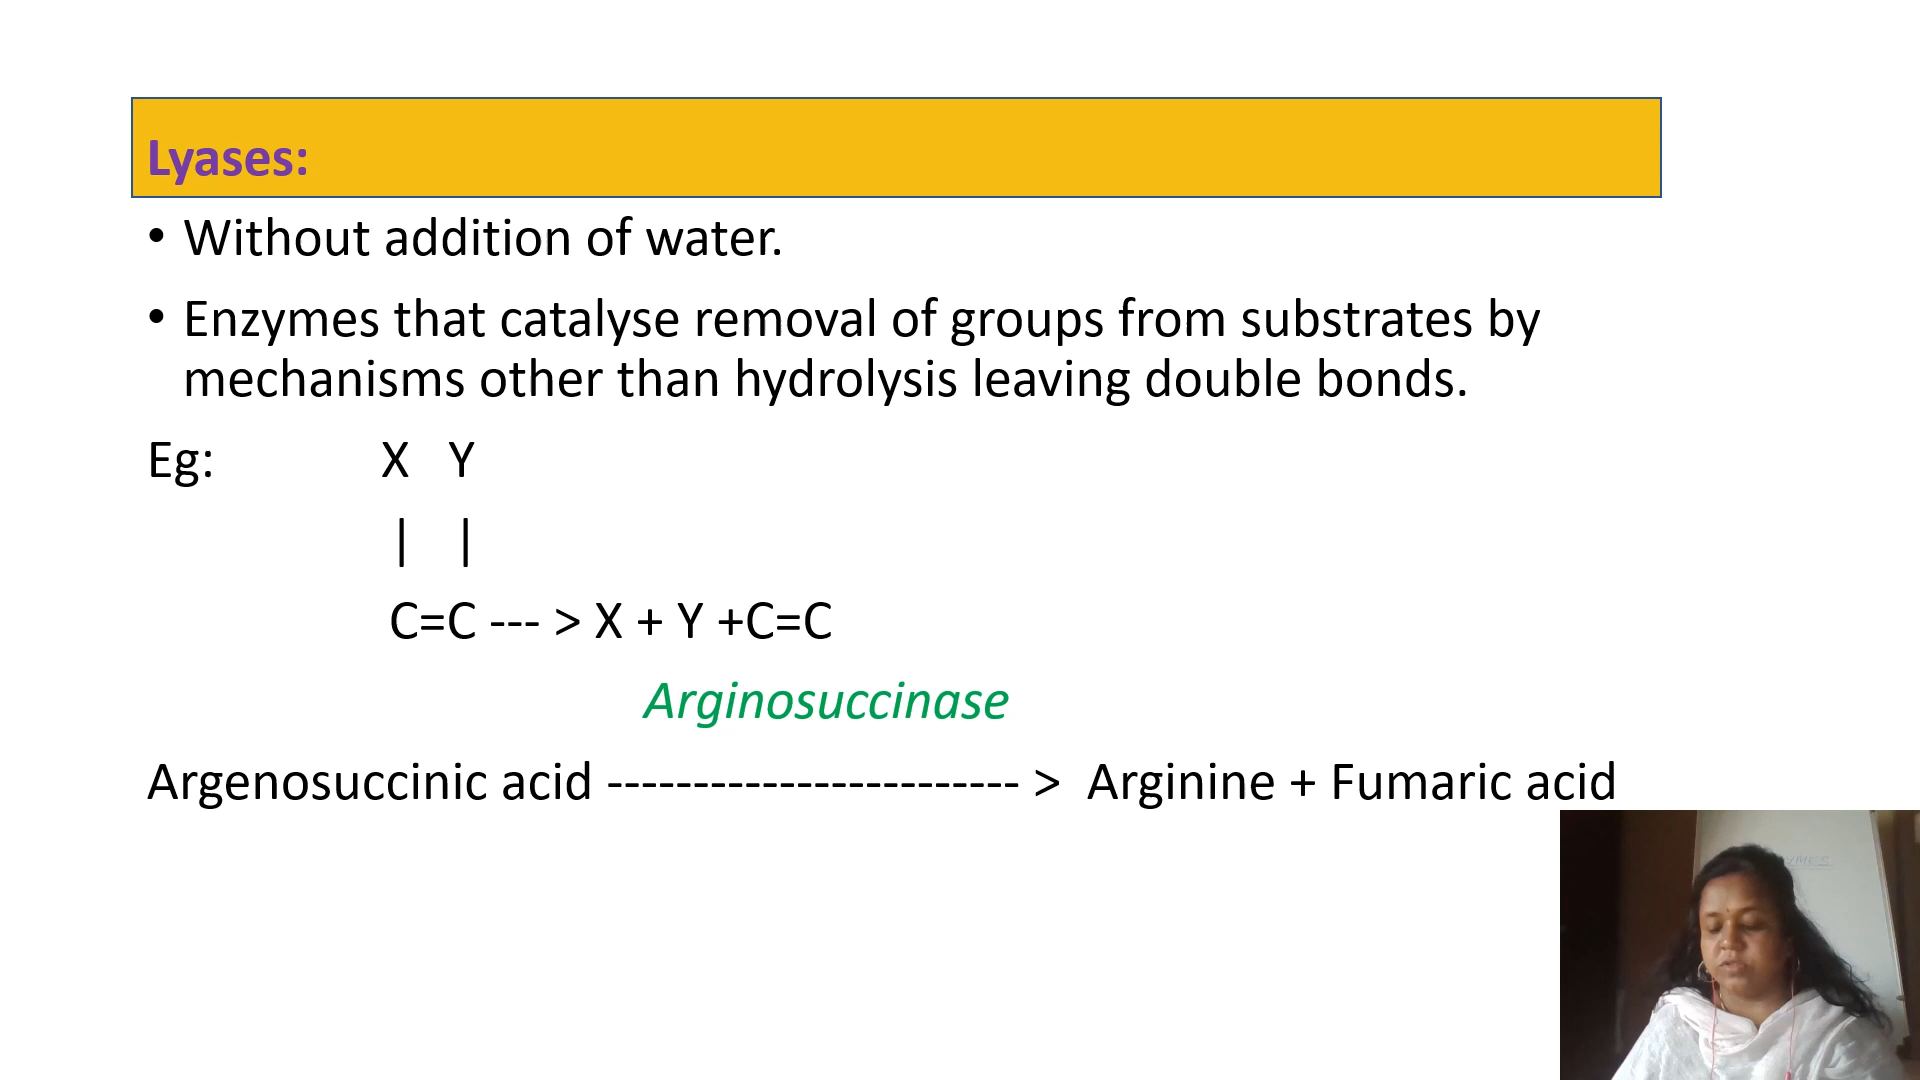 Lyases:
• Without addition of water.
• Enzymes that catalyse removal of groups from substrates by
mechanisms other than hydrolysis leaving double bonds.
Eg: X Y
| |
C=C --- > X + Y +C=C
Arginosuccinase
Argenosuccinic acid ------------------------ > Arginine + Fumaric acid